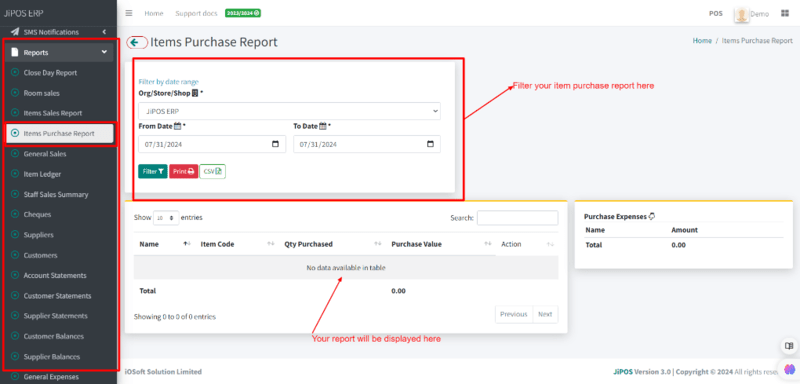 JiPOS ERP
Home
Support docs
2023/2024
POS
Demo
SMS Notifications
Reports
Close Day Report
Room sales
Items Sales Report
Items Purchase Report
General Sales
Item Ledger
Staff Sales Summary
Cheques
Suppliers
Customers
Account Statements
Customer Statements
Supplier Statements
Customer Balances
Supplier Balances
General Expenses
Items Purchase Report
Home / Items Purchase Report
Filter by date range
Org/Store/Shop *
JIPOS ERP
From Date *
To Date *
07/31/2024
07/31/2024
Filter
Print
CSV
Filter your item purchase report here
Show 10 entries
Search:
Name
Item Code
Qty Purchased
Purchase Value
Action
No data available in table
Total
0.00
Showing 0 to 0 of 0 entries
Previous
Next
Your report will be displayed here
Purchase Expenses
Name
Amount
Total
0.00
iOSoft Solution Limited
JiPOS Version 3.0 | Copyright © 2024 All rights